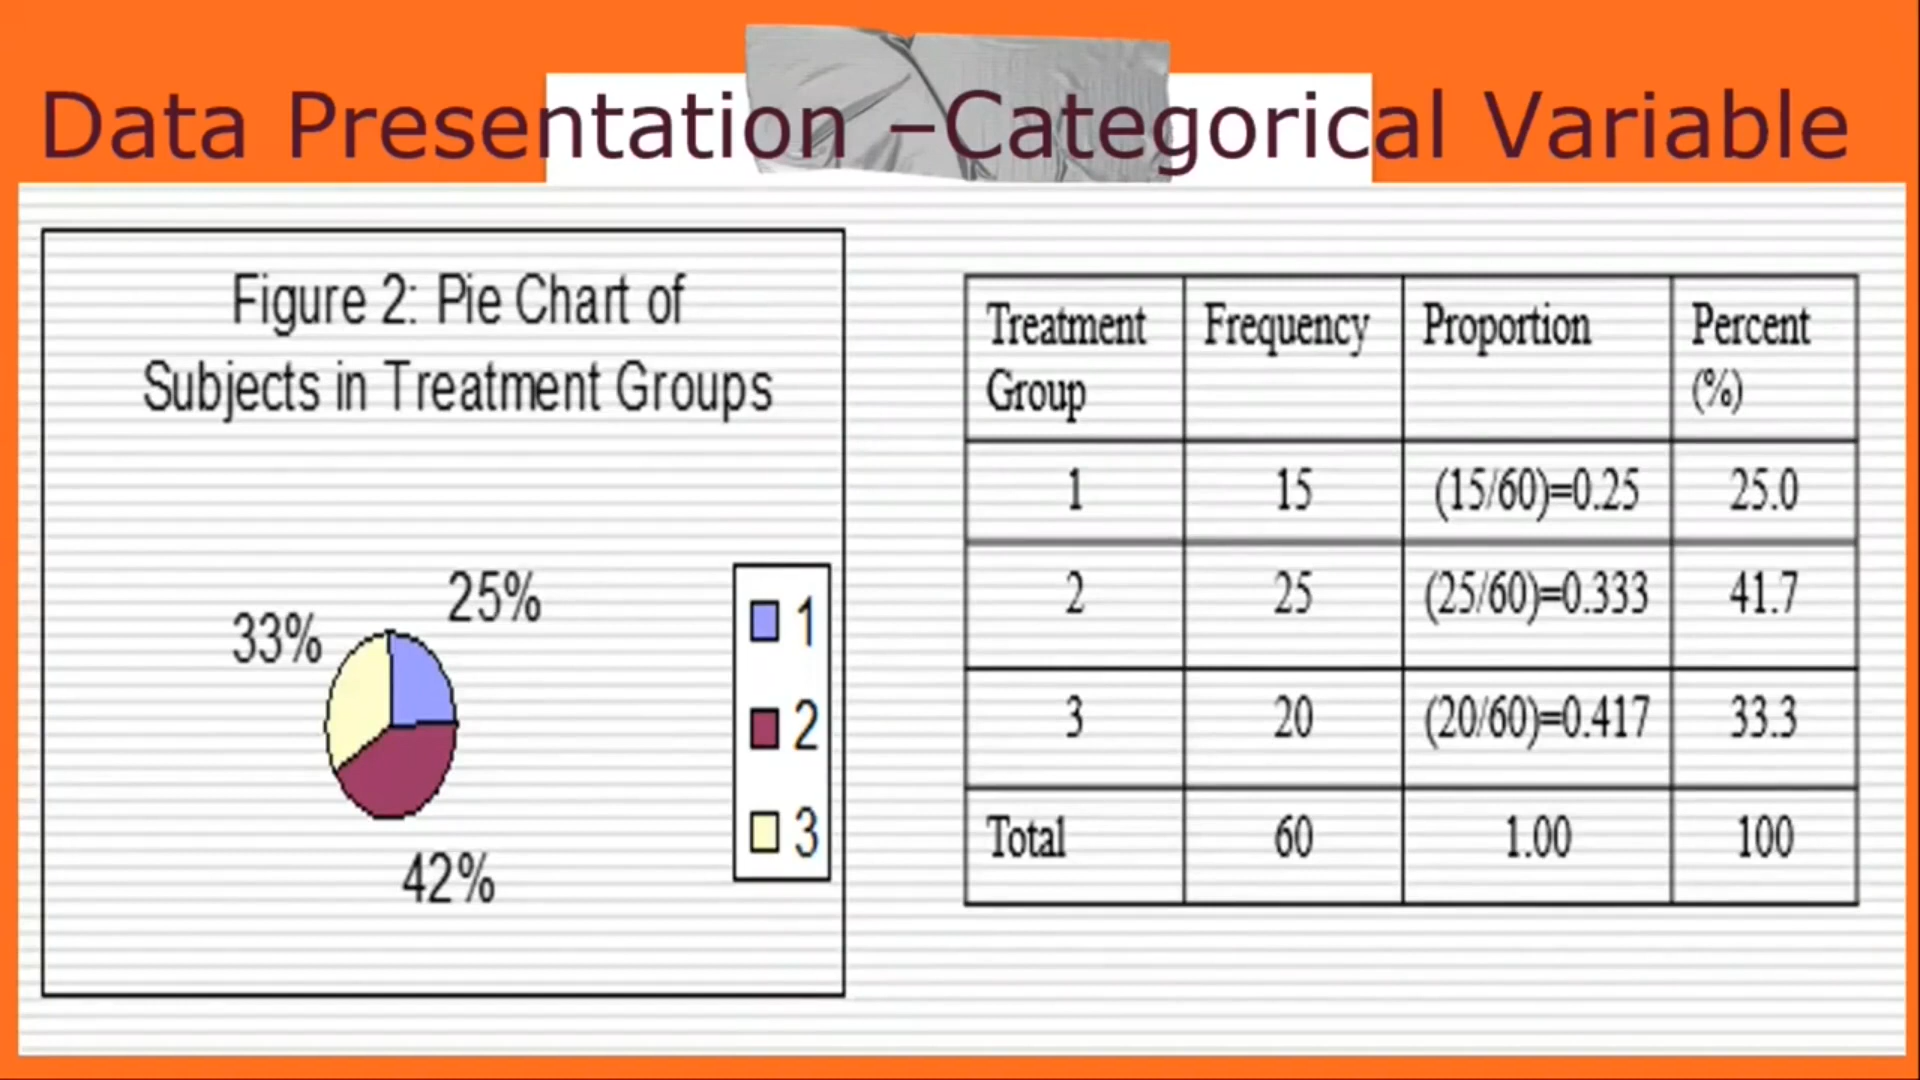 Data Presentation –Categorical Variable
Figure 2: Pie Chart of
Subjects in Treatment Groups
25%
33%
42%
1
2
3
Treatment Group Frequency Proportion Percent (%)
1 15 (15/60)=0.25 25.0
2 25 (25/60)=0.333 41.7
3 20 (20/60)=0.417 33.3
Total 60 1.00 100